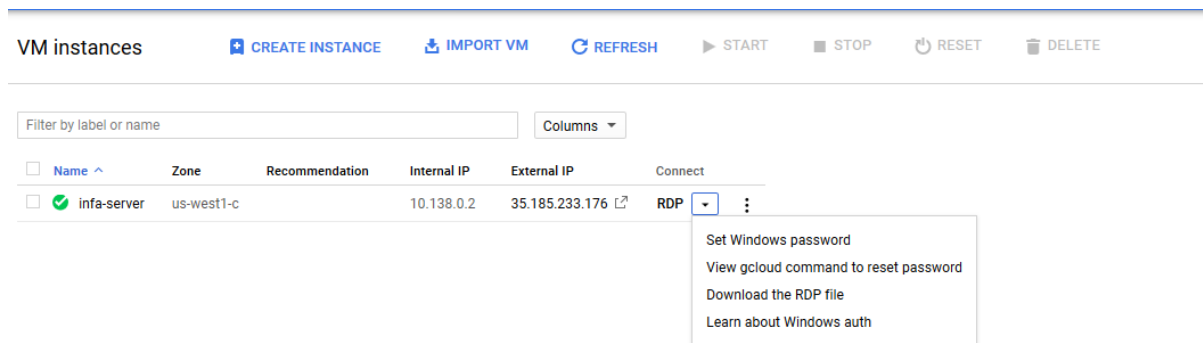 VM instances CREATE INSTANCE IMPORT VM REFRESH START STOP RESET DELETE
Filter by label or name Columns
Name Zone Recommendation Internal IP External IP Connect
infa-server us-west1-c 10.138.0.2 35.185.233.176 RDP
Set Windows password
View gcloud command to reset password
Download the RDP file
Learn about Windows auth